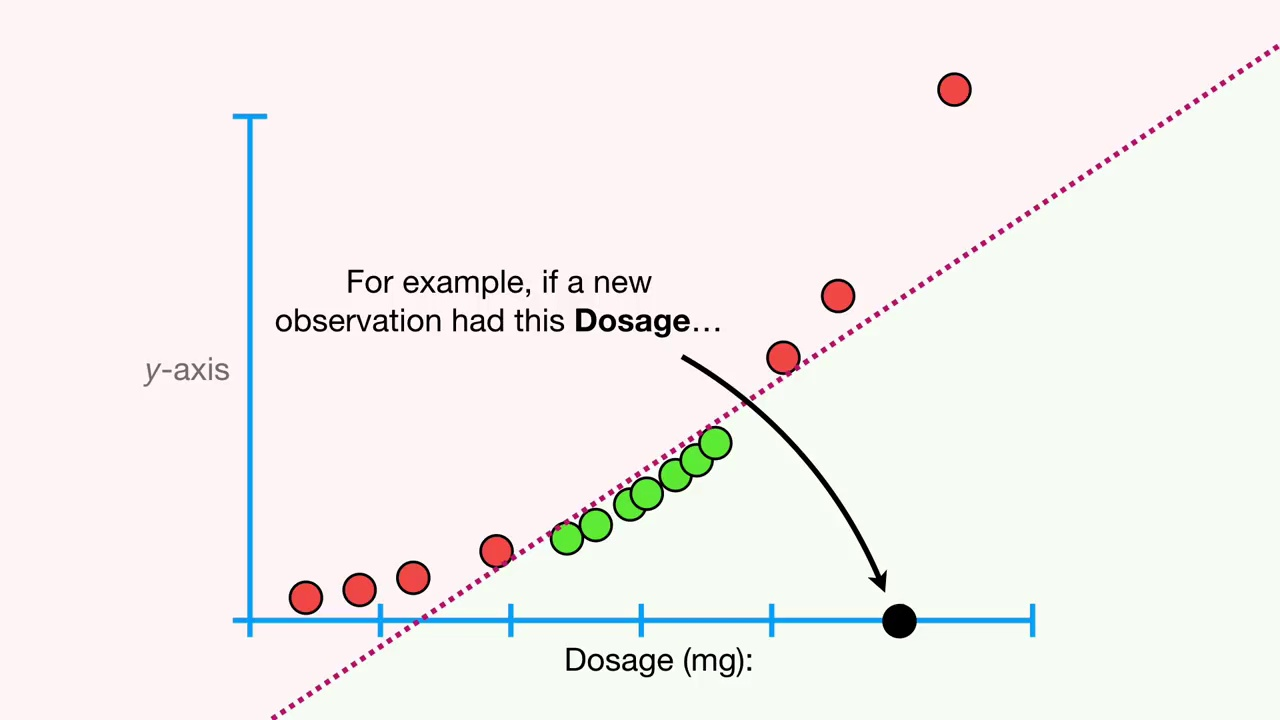 For example, if a new
observation had this Dosage…
y-axis
Dosage (mg):